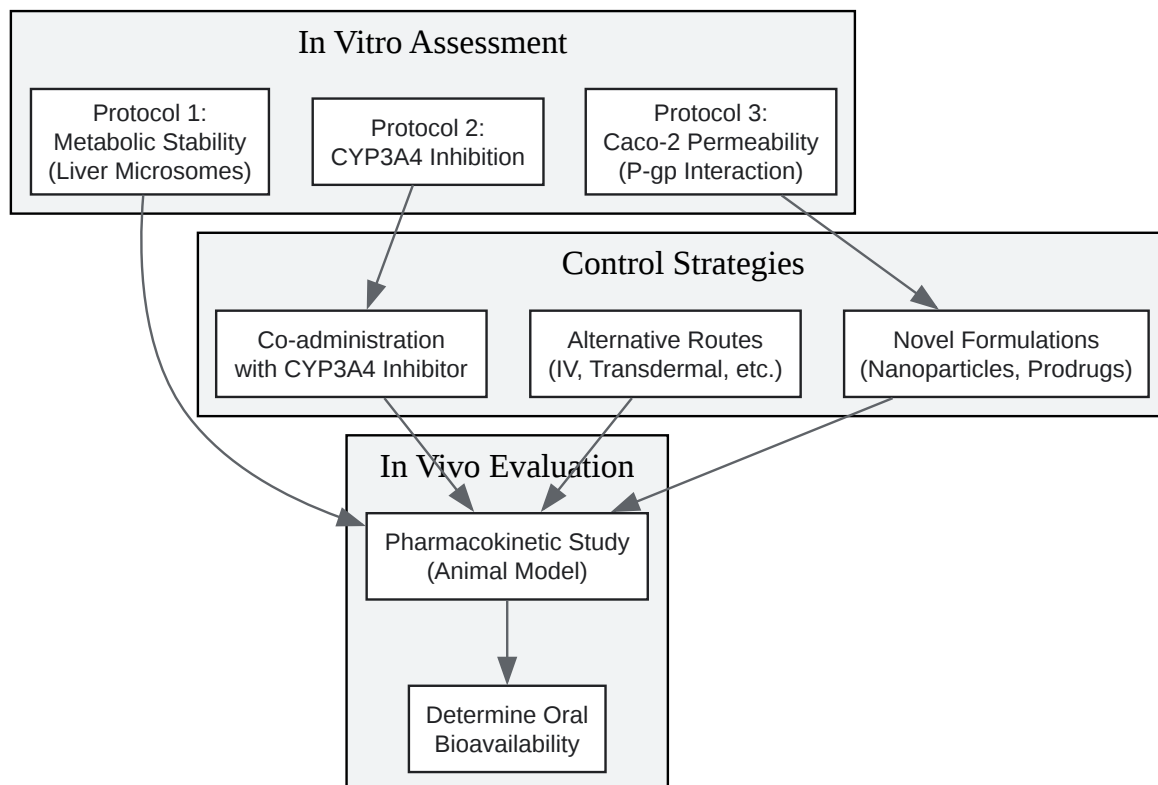 In Vitro Assessment
Protocol 1:
Metabolic Stability
(Liver Microsomes)
Protocol 2:
CYP3A4 Inhibition
Protocol 3:
Caco-2 Permeability
(P-gp Interaction)
Control Strategies
Co-administration
with CYP3A4 Inhibitor
Alternative Routes
(IV, Transdermal, etc.)
Novel Formulations
(Nanoparticles, Prodrugs)
In Vivo Evaluation
Pharmacokinetic Study
(Animal Model)
Determine Oral
Bioavailability